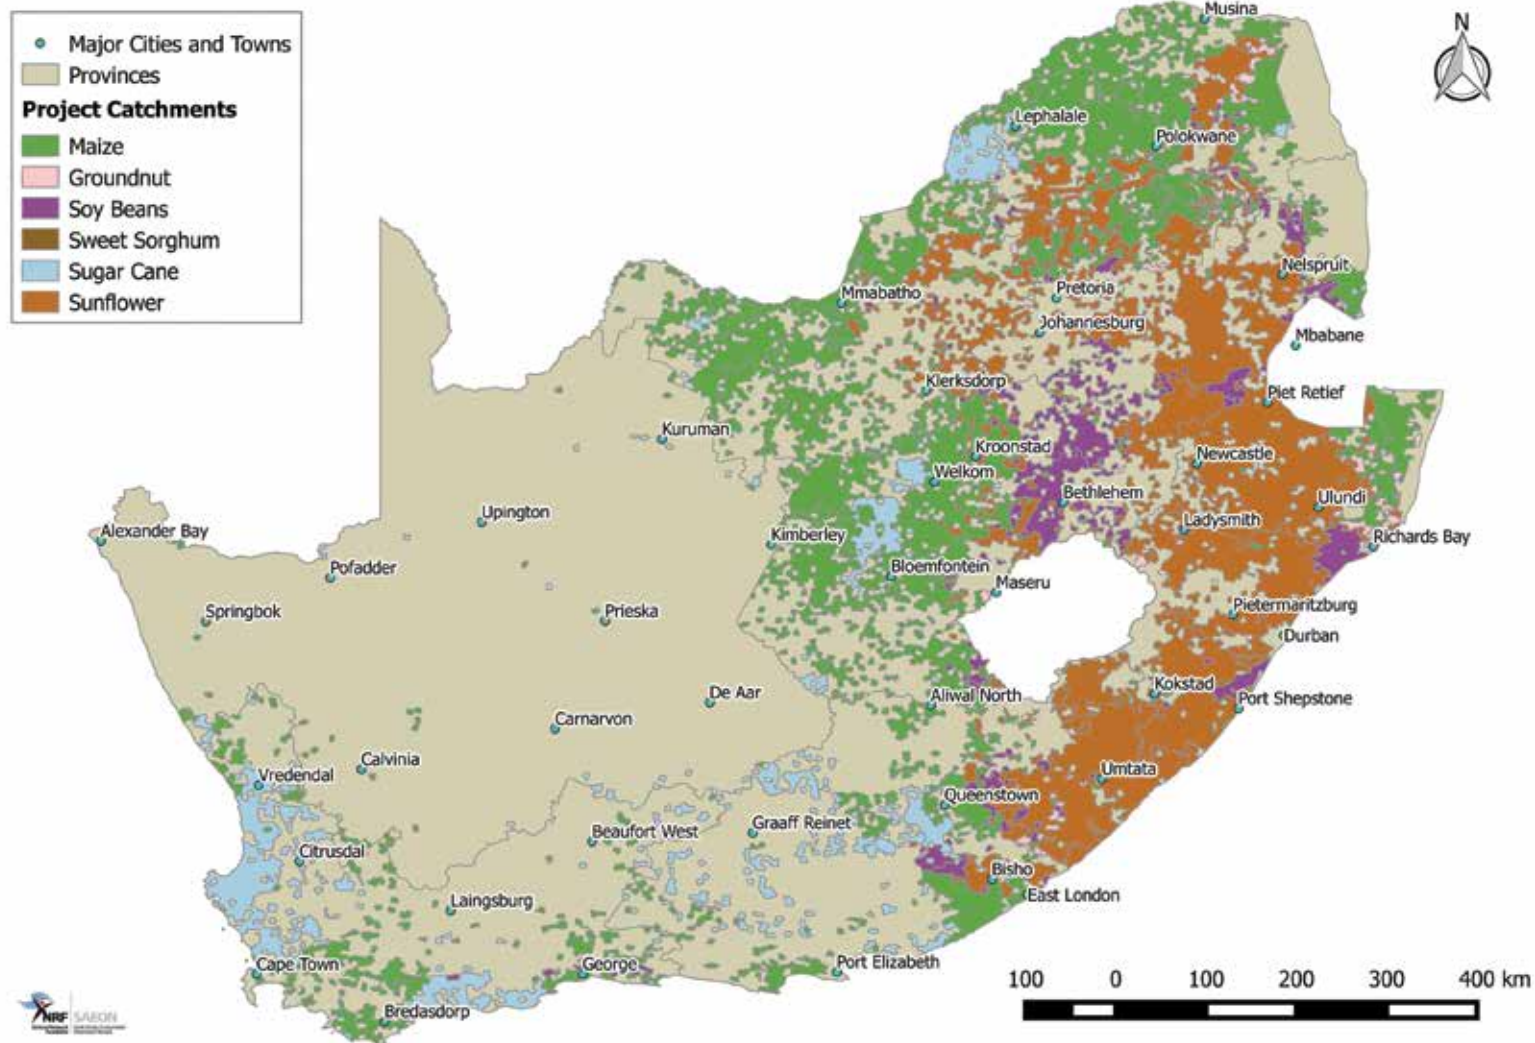 Major Cities and Towns
Provinces
Project Catchments
Maize
Groundnut
Soy Beans
Sweet Sorghum
Sugar Cane
Sunflower
N
Musina
Lephalale
Polokwane
Nelspruit
Mmabatho
Pretoria
Johannesburg
Mbabane
Klerksdorp
Piet Retief
Kuruman
Kroonstad
Newcastle
Welkom
Bethlehem
Ulundi
Upington
Ladysmith
Alexander Bay
Kimberley
Richards Bay
Pofadder
Bloemfontein
Maseru
Springbok
Prieska
Pietermaritzburg
Durban
Kokstad
De Aar
Aliwal North
Port Shepstone
Carnarvon
Calvinia
Vredendal
Umtata
Queenstown
Beaufort West
Graaff Reinet
Citrusdal
Bisho
East London
Laingsburg
Cape Town
George
Port Elizabeth
Bredasdorp
100 0 100 200 300 400 km
NRF SAEON